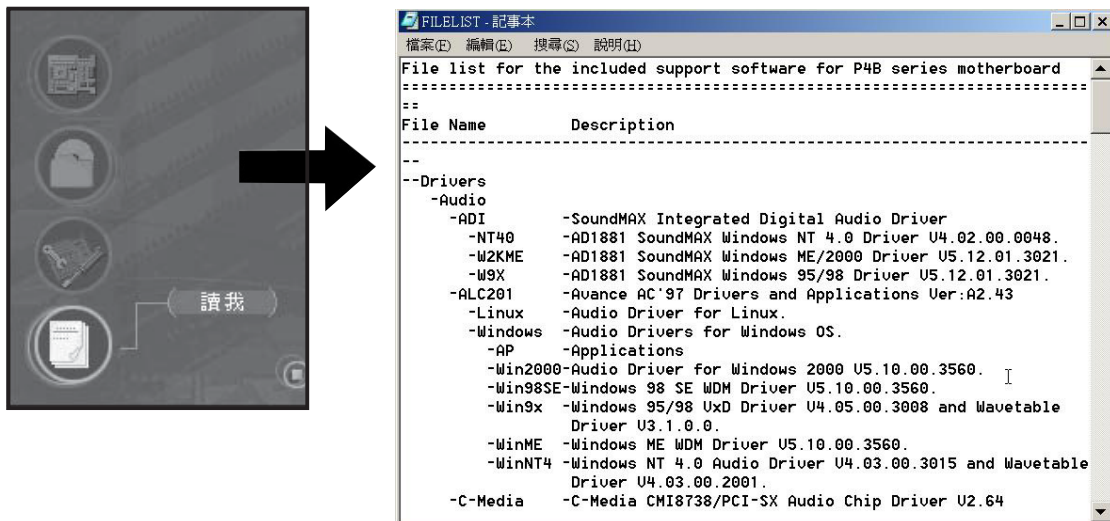 讀我
FILELIST - 記事本
檔案(F) 編輯(E) 搜尋(S) 說明(H)
File list for the included support software for P4B series motherboard
======================================================================
==
File Name Description
----------------------------------------------------------------------
--
--Drivers
-Audio
-ADI -SoundMAX Integrated Digital Audio Driver
-NT40 -AD1881 SoundMAX Windows NT 4.0 Driver V4.02.00.0048.
-W2KME -AD1881 SoundMAX Windows ME/2000 Driver V5.12.01.3021.
-W9X -AD1881 SoundMAX Windows 95/98 Driver V5.12.01.3021.
-ALC201 -Avance AC'97 Drivers and Applications Ver:A2.43
-Linux -Audio Driver for Linux.
-Windows -Audio Drivers for Windows OS.
-AP -Applications
-Win2000-Audio Driver for Windows 2000 V5.10.00.3560.
-Win98SE-Windows 98 SE WDM Driver V5.10.00.3560.
-Win9x -Windows 95/98 VxD Driver V4.05.00.3008 and Wavetable
Driver V3.1.0.0.
-WinME -Windows ME WDM Driver V5.10.00.3560.
-WinNT4 -Windows NT 4.0 Audio Driver V4.03.00.3015 and Wavetable
Driver V4.03.00.2001.
-C-Media -C-Media CMI8738/PCI-SX Audio Chip Driver V2.64